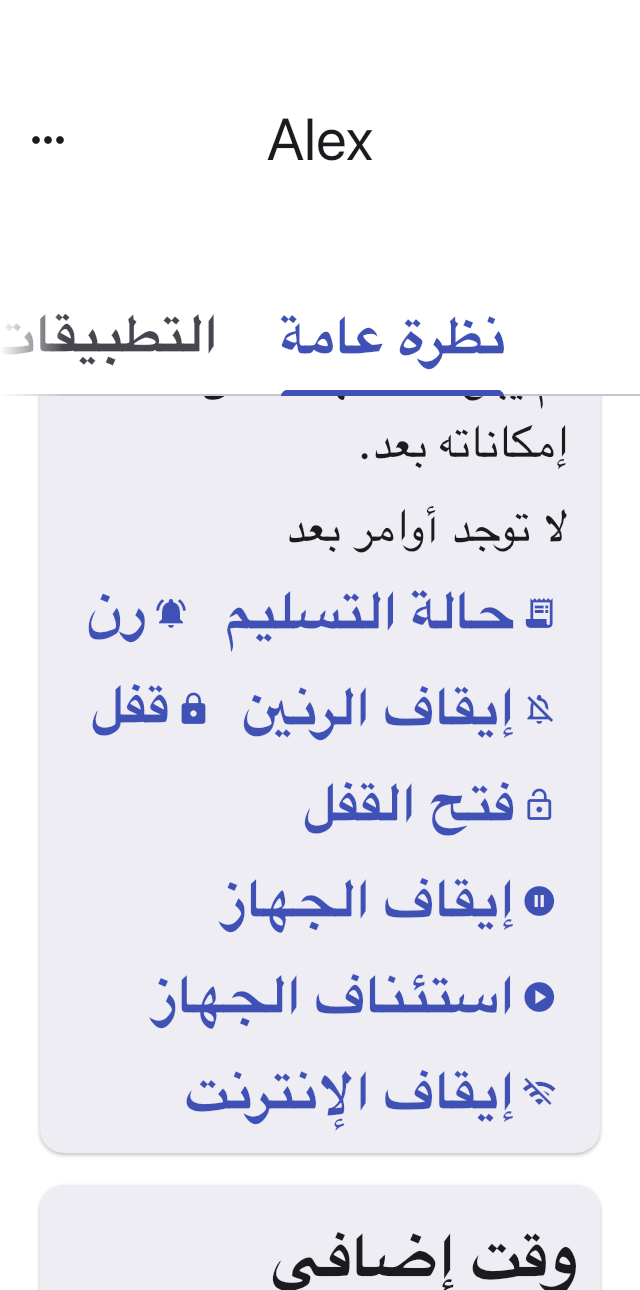 Alex
نظرة عامة التطبيقات
إمكاناته بعد.
لا توجد أوامر بعد
حالة التسليم رن
إيقاف الرنين قفل
فتح القفل
إيقاف الجهاز
استئناف الجهاز
إيقاف الإنترنت
وقت إضافي